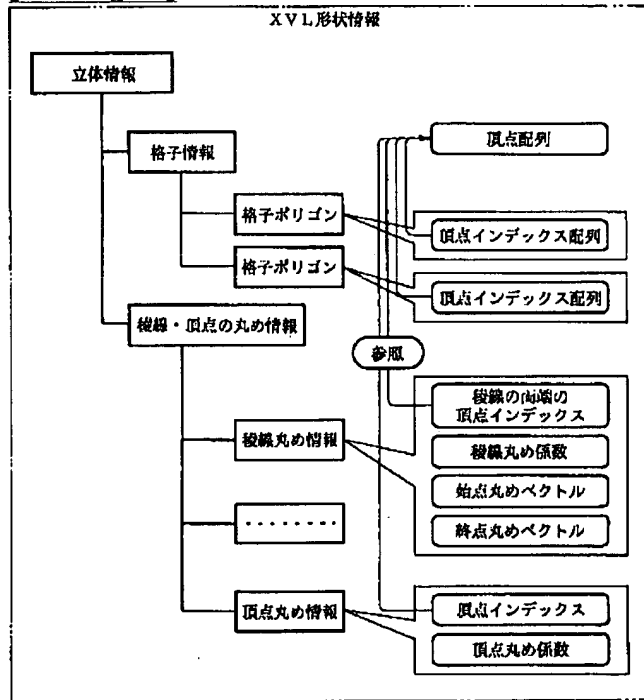 XVL形状情報
立体情報
格子情報
頂点配列
格子ポリゴン
頂点インデックス配列
格子ポリゴン
頂点インデックス配列
稜線・頂点の丸め情報
参照
稜線の両端の
頂点インデックス
稜線丸め情報
稜線丸め係数
始点丸めベクトル
・・・・・・・・
終点丸めベクトル
頂点丸め情報
頂点インデックス
頂点丸め係数